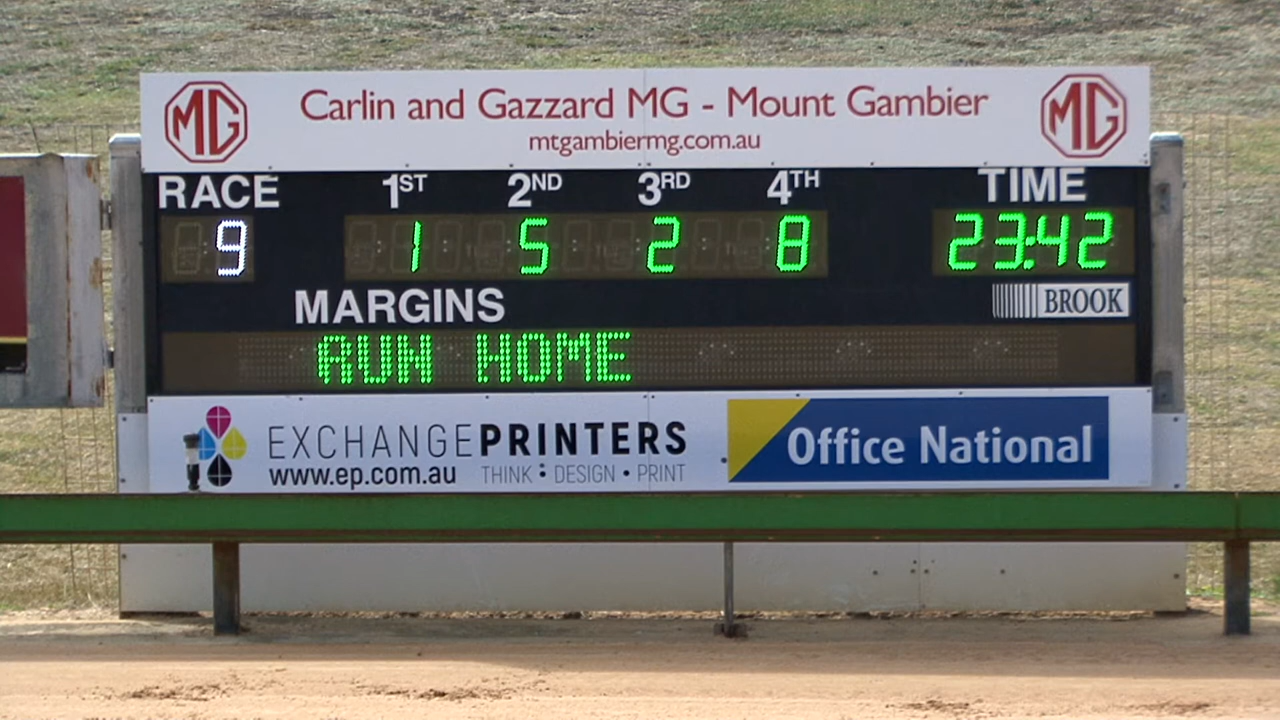 MG Carlin and Gazzard MG - Mount Gambier MG
mtgambiermg.com.au
RACE 1ST 2ND 3RD 4TH TIME
9 1 5 2 8 23:42
MARGINS BROOK
RUN HOME
EXCHANGEPRINTERS Office National
www.ep.com.au THINK : DESIGN • PRINT